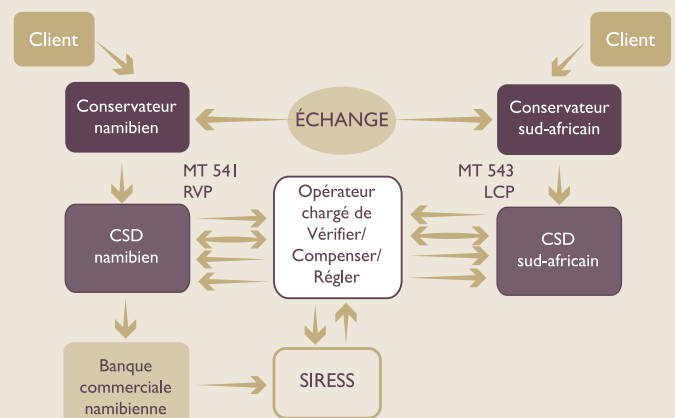 Client
Client
Conservateur
namibien
ÉCHANGE
Conservateur
sud-africain
MT 541
RVP
MT 543
LCP
Opérateur
chargé de
Vérifier/
Compenser/
Régler
CSD
namibien
CSD
sud-africain
Banque
commerciale
namibienne
SIRESS